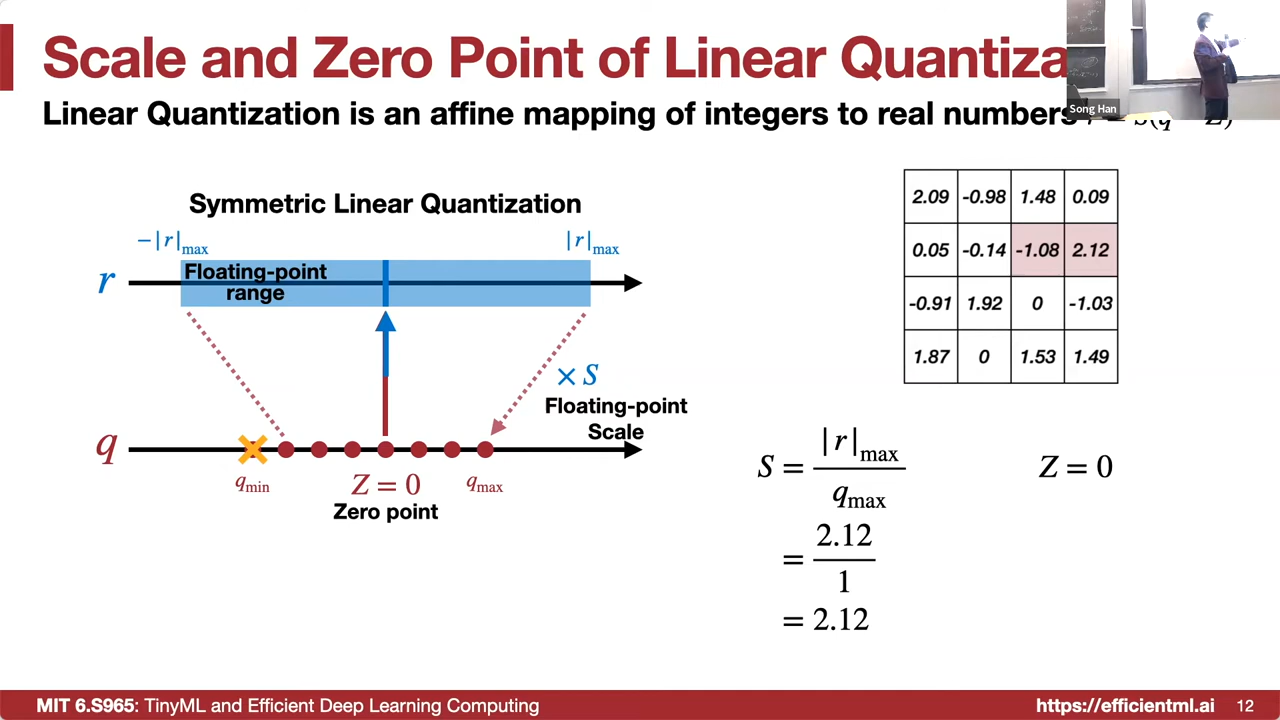 Scale and Zero Point of Linear Quantiza
Linear Quantization is an affine mapping of integers to real numbers
Song Han
Symmetric Linear Quantization
−|r|max |r|max
r
Floating-point
range
× S
Floating-point
Scale
q
qmin Z = 0 qmax
Zero point
2.09 -0.98 1.48 0.09
0.05 -0.14 -1.08 2.12
-0.91 1.92 0 -1.03
1.87 0 1.53 1.49
S = |r|max / qmax Z = 0
= 2.12 / 1
= 2.12
MIT 6.S965: TinyML and Efficient Deep Learning Computing https://efficientml.ai 12